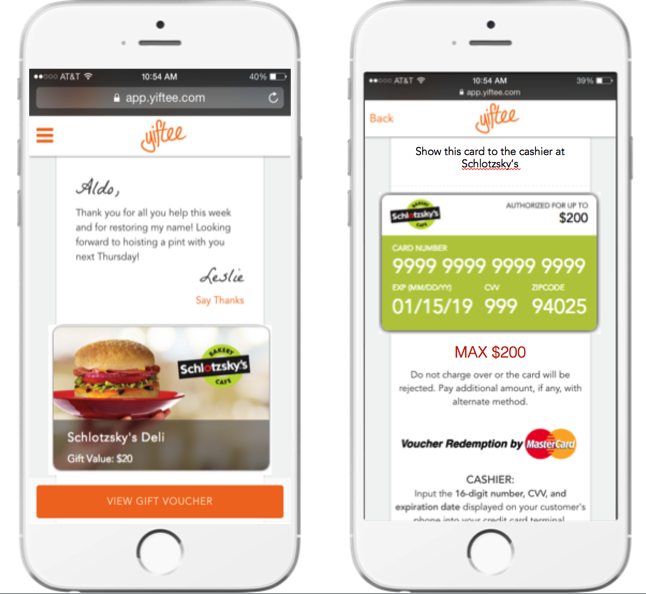 AT&T 10:54 AM 40%
app.yiftee.com
yiftee
Aldo,
Thank you for all you help this week
and for restoring my name! Looking
forward to hoisting a pint with you
next Thursday!
Leslie
Say Thanks
BAKERY
Schlotzsky's
CAFE
Schlotzsky's Deli
Gift Value: $20
VIEW GIFT VOUCHER
AT&T 10:54 AM 39%
app.yiftee.com
Back
yiftee
Show this card to the cashier at
Schlotzsky's
BAKERY
Schlotzsky's
CAFE
AUTHORIZED FOR UP TO
$200
CARD NUMBER
9999 9999 9999 9999
EXP (MM/DD/YY) CVV ZIPCODE
01/15/19 999 94025
MAX $200
Do not charge over or the card will be
rejected. Pay additional amount, if any, with
alternate method.
Voucher Redemption by MasterCard
CASHIER:
Input the 16-digit number, CVV, and
expiration date displayed on your customer's
phone into your credit card terminal